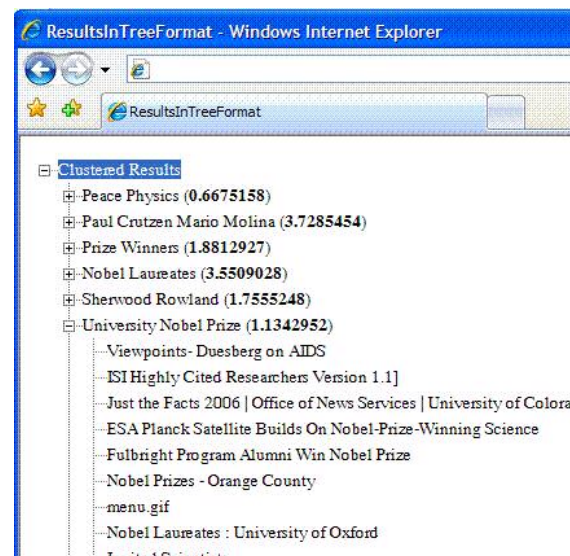 ResultsInTreeFormat - Windows Internet Explorer
ResultsInTreeFormat
Clustered Results
Peace Physics (0.6675158)
Paul Crutzen Mario Molina (3.7285454)
Prize Winners (1.8812927)
Nobel Laureates (3.5509028)
Sherwood Rowland (1.7555248)
University Nobel Prize (1.1342952)
Viewpoints- Duesberg on AIDS
ISI Highly Cited Researchers Version 1.1]
Just the Facts 2006 | Office of News Services | University of Colora
ESA Planck Satellite Builds On Nobel-Prize-Winning Science
Fulbright Program Alumni Win Nobel Prize
Nobel Prizes - Orange County
menu.gif
Nobel Laureates : University of Oxford